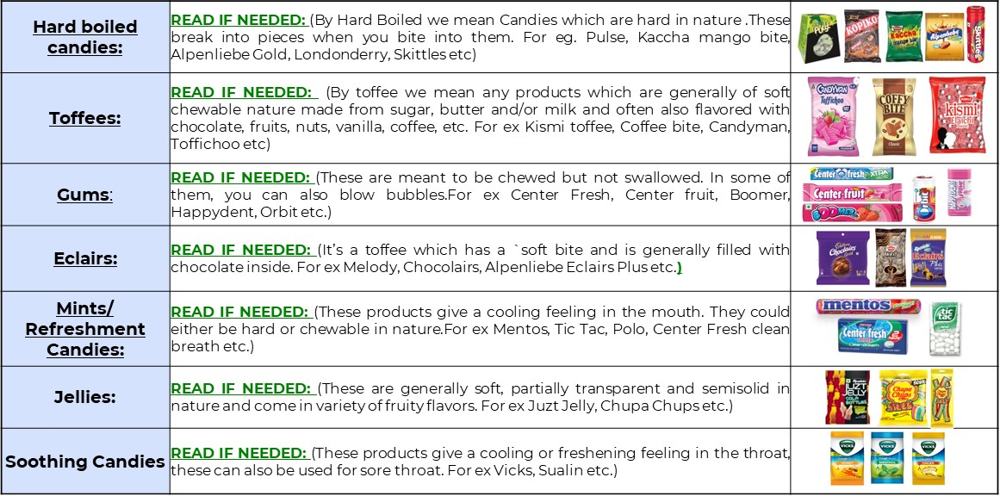 Hard boiled
candies:
READ IF NEEDED: (By Hard Boiled we mean Candies which are hard in nature .These
break into pieces when you bite into them. For eg. Pulse, Kaccha mango bite,
Alpenliebe Gold, Londonderry, Skittles etc)
Pulse
KOPIKO
Kaccha
mango bite
Alpenliebe
Skittles
Toffees:
READ IF NEEDED: (By toffee we mean any products which are generally of soft
chewable nature made from sugar, butter and/or milk and often also flavored with
chocolate, fruits, nuts, vanilla, coffee, etc. For ex Kismi toffee, Coffee bite, Candyman,
Toffichoo etc)
CANDYMAN
Toffichoo
COFFY
BITE
Classic
kismi
Elaichi
Gums:
READ IF NEEDED: (These are meant to be chewed but not swallowed. In some of
them, you can also blow bubbles.For ex Center Fresh, Center fruit, Boomer,
Happydent, Orbit etc.)
Center fresh XTRA
Center fruit
BOOMER
Orbit
Eclairs:
READ IF NEEDED: (It’s a toffee which has a `soft bite and is generally filled with
chocolate inside. For ex Melody, Chocolairs, Alpenliebe Eclairs Plus etc.)
Cadbury
Choclairs
Gold
Alpenliebe
Eclairs
Plus
Mints/
Refreshment
Candies:
READ IF NEEDED: (These products give a cooling feeling in the mouth. They could
either be hard or chewable in nature.For ex Mentos, Tic Tac, Polo, Center Fresh clean
breath etc.)
mentos
Center fresh
tic
tac
Jellies:
READ IF NEEDED: (These are generally soft, partially transparent and semisolid in
nature and come in variety of fruity flavors. For ex Juzt Jelly, Chupa Chups etc.)
JUZT
JELLY
COLA
BOTTLES
Chupa
Chups
Soothing Candies
READ IF NEEDED: (These products give a cooling or freshening feeling in the throat,
these can also be used for sore throat. For ex Vicks, Sualin etc.)
VICKS
HONEY
VICKS
MENTHOL
VICKS
GINGER